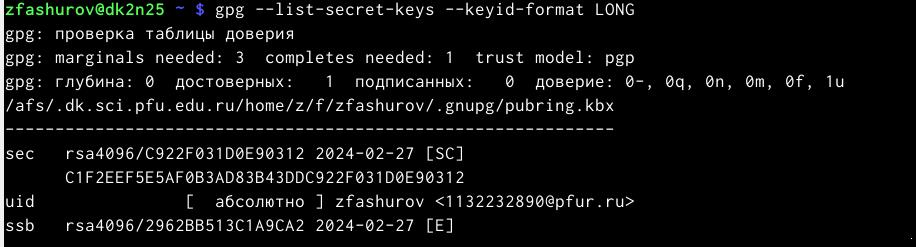 zfashurov@dk2n25 ~ $ gpg --list-secret-keys --keyid-format LONG
gpg: проверка таблицы доверия
gpg: marginals needed: 3  completes needed: 1  trust model: pgp
gpg: глубина: 0  достоверных:   1  подписанных:   0  доверие: 0-, 0q, 0n, 0m, 0f, 1u
/afs/.dk.sci.pfu.edu.ru/home/z/f/zfashurov/.gnupg/pubring.kbx
-------------------------------------------------------------
sec   rsa4096/C922F031D0E90312 2024-02-27 [SC]
      C1F2EEF5E5AF0B3AD83B43DDC922F031D0E90312
uid               [  абсолютно ] zfashurov <1132232890@pfur.ru>
ssb   rsa4096/2962BB513C1A9CA2 2024-02-27 [E]